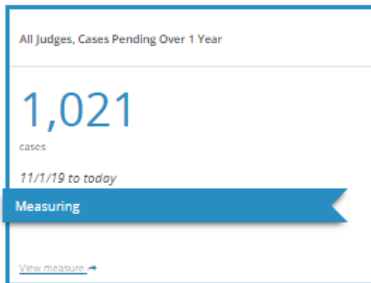 All Judges, Cases Pending Over 1 Year
1,021
cases
11/1/19 to today
Measuring
View measure